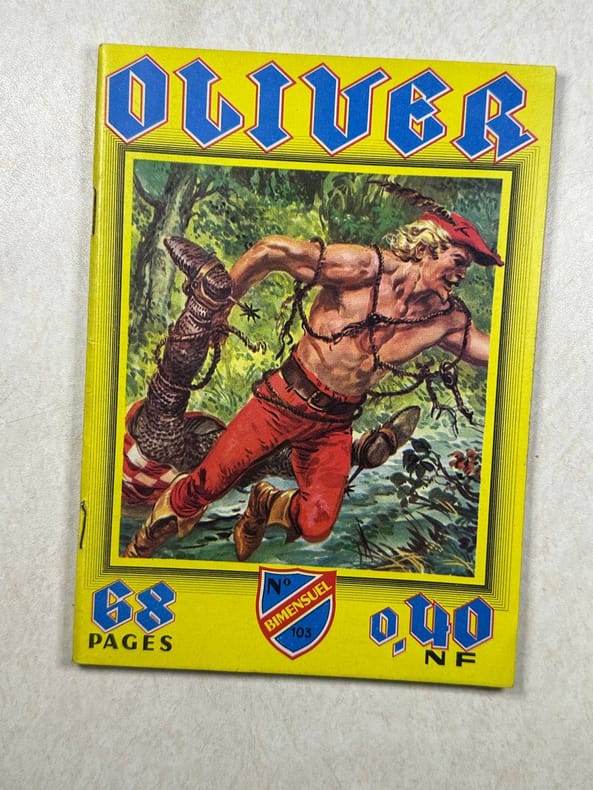 OLIVER
68
PAGES
Nº
BIMENSUEL
103
0,40
NF